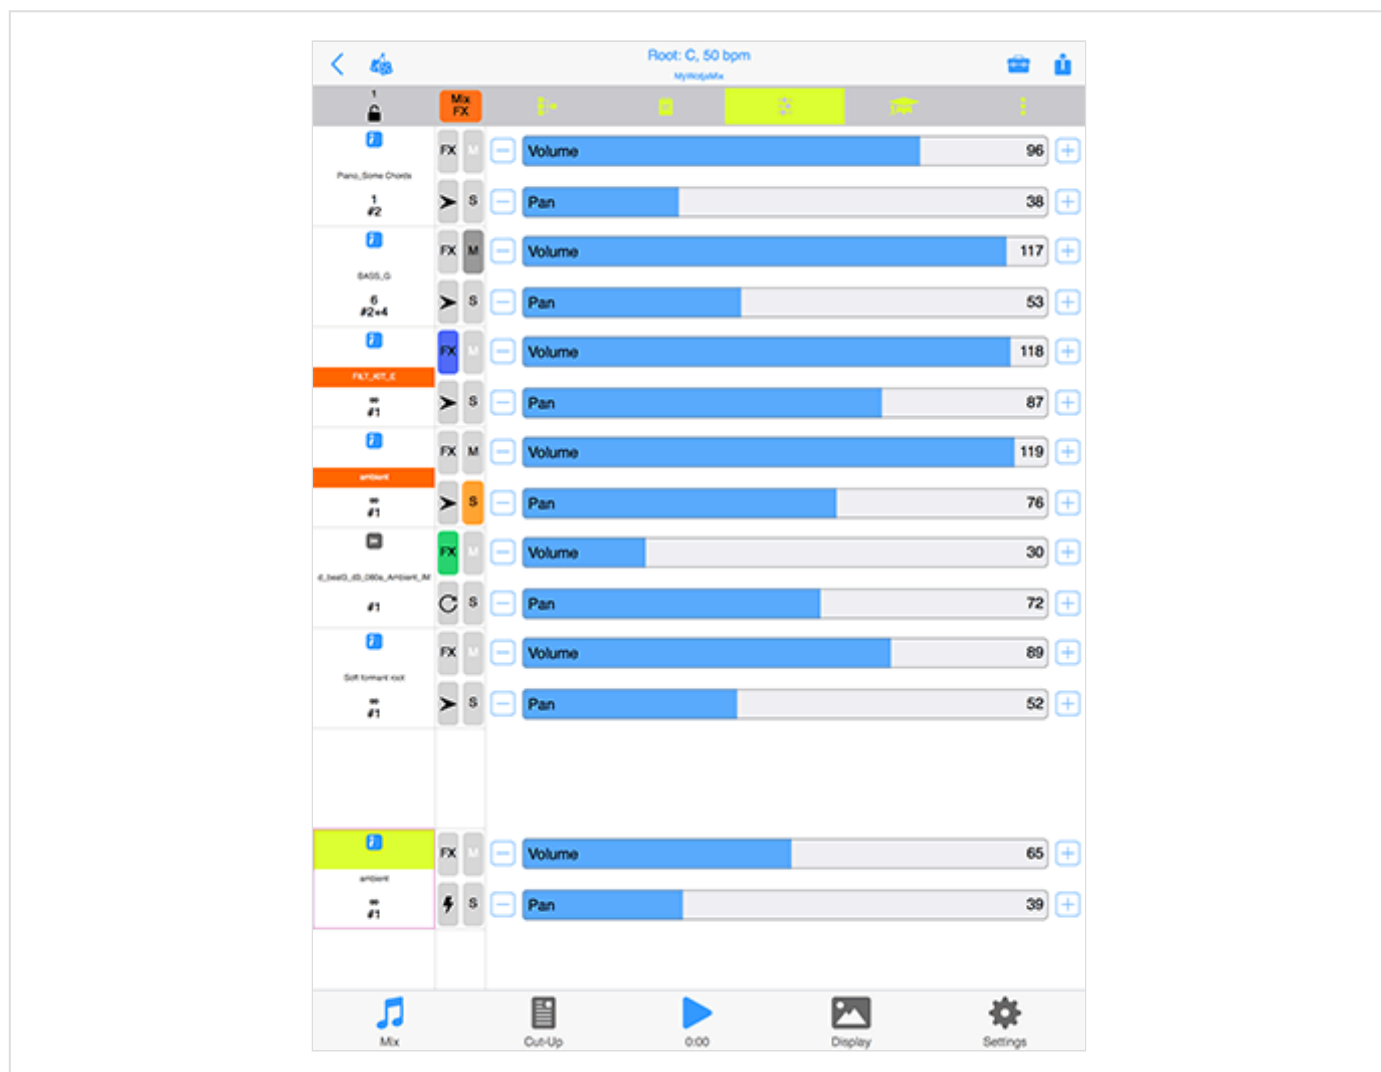 Root: C, 50 bpm
MyWotjaMix
1
Mix
FX
Piano_Some Chords
1
#2
FX M
S
Volume 96
Pan 38
BASS_G
6
#2+4
FX M
S
Volume 117
Pan 53
FILT_KIT_E
∞
#1
FX M
S
Volume 118
Pan 87
ambient
∞
#1
FX M
S
Volume 119
Pan 76
#1
FX M
S
Volume 30
Pan 72
Soft formant root
∞
#1
FX M
S
Volume 89
Pan 52
ambient
∞
#1
FX M
S
Volume 65
Pan 39
Mix
Cut-Up
0:00
Display
Settings